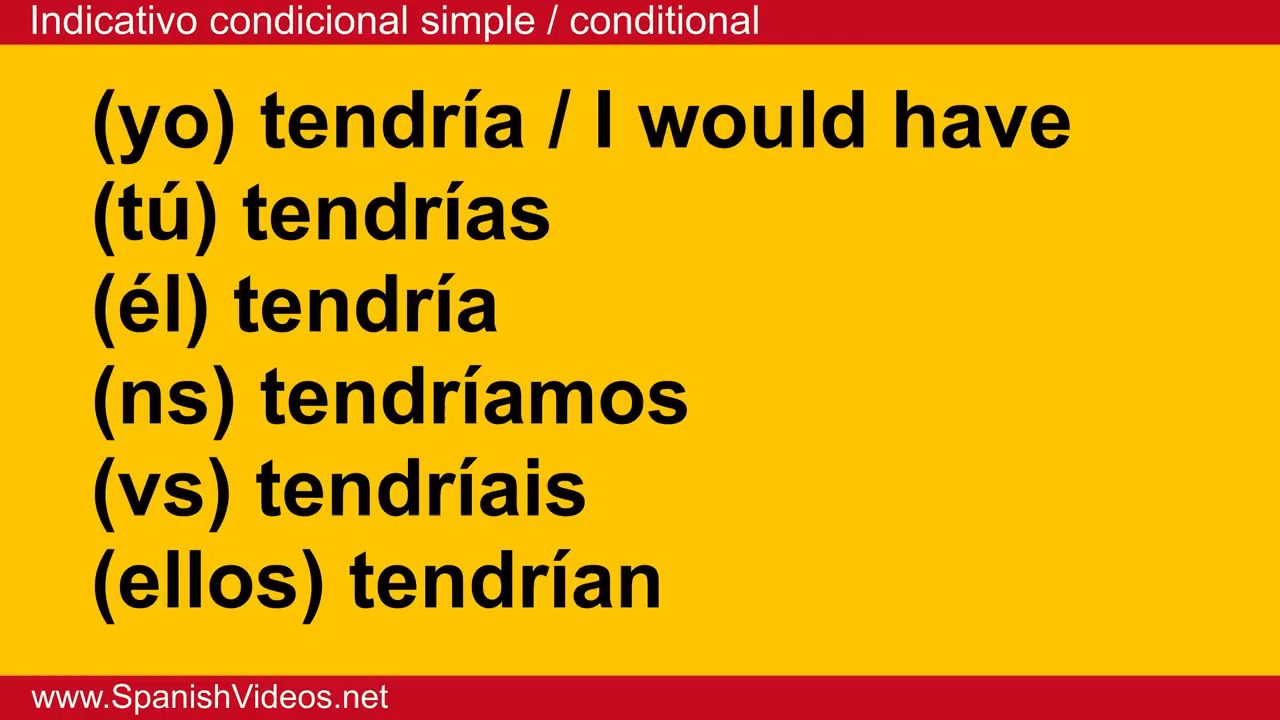 Indicativo condicional simple / conditional
(yo) tendría / I would have
(tú) tendrías
(él) tendría
(ns) tendríamos
(vs) tendríais
(ellos) tendrían
www.SpanishVideos.net